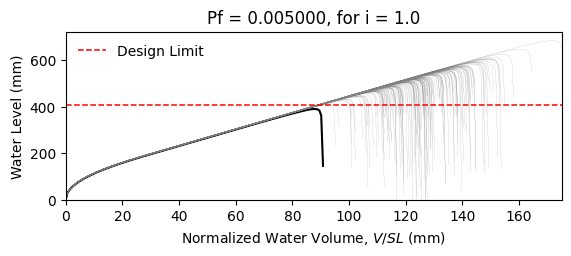 Pf = 0.005000, for i = 1.0
Design Limit
Water Level (mm)
600
400
200
0
0 20 40 60 80 100 120 140 160
Normalized Water Volume, V/SL (mm)